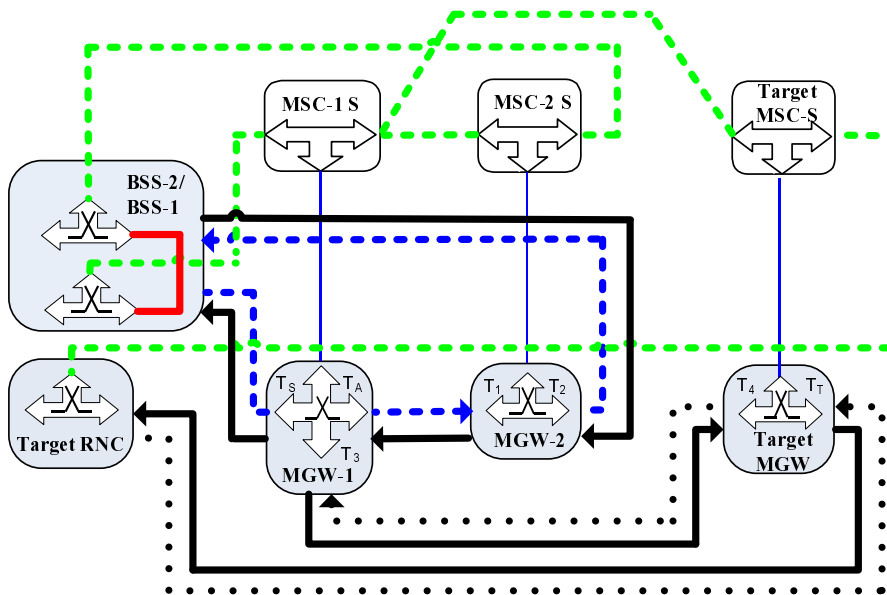 MSC-1 S
MSC-2 S
Target
MSC-S
BSS-2/
BSS-1
TS
TA
T3
MGW-1
T1
T2
MGW-2
T4
TT
Target
MGW
Target RNC